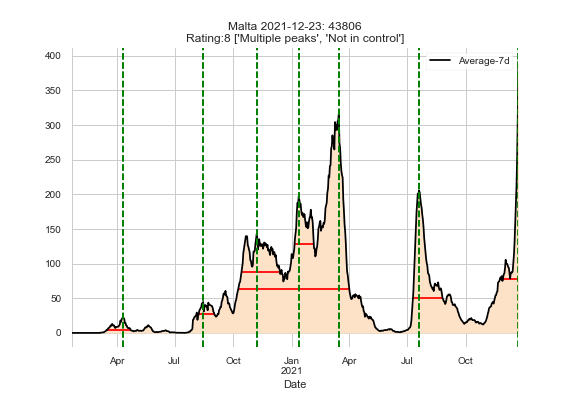 Malta 2021-12-23: 43806
Rating:8 ['Multiple peaks', 'Not in control']
Average-7d
400
350
300
250
200
150
100
50
0
Apr
Jul
Oct
Jan
2021
Apr
Jul
Oct
Date